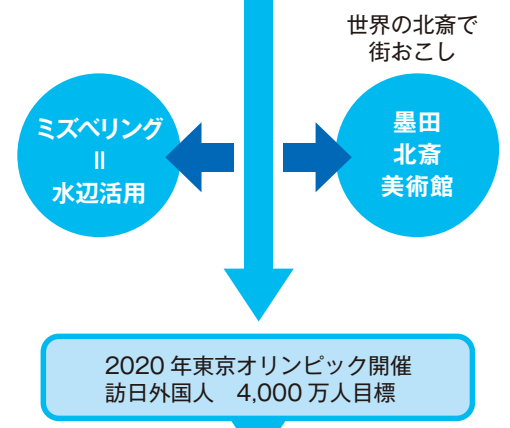 世界の北斎で
街おこし
ミズベリング
॥
水辺活用
墨田
北斎
美術館
2020 年東京オリンピック開催
訪日外国人　4,000 万人目標